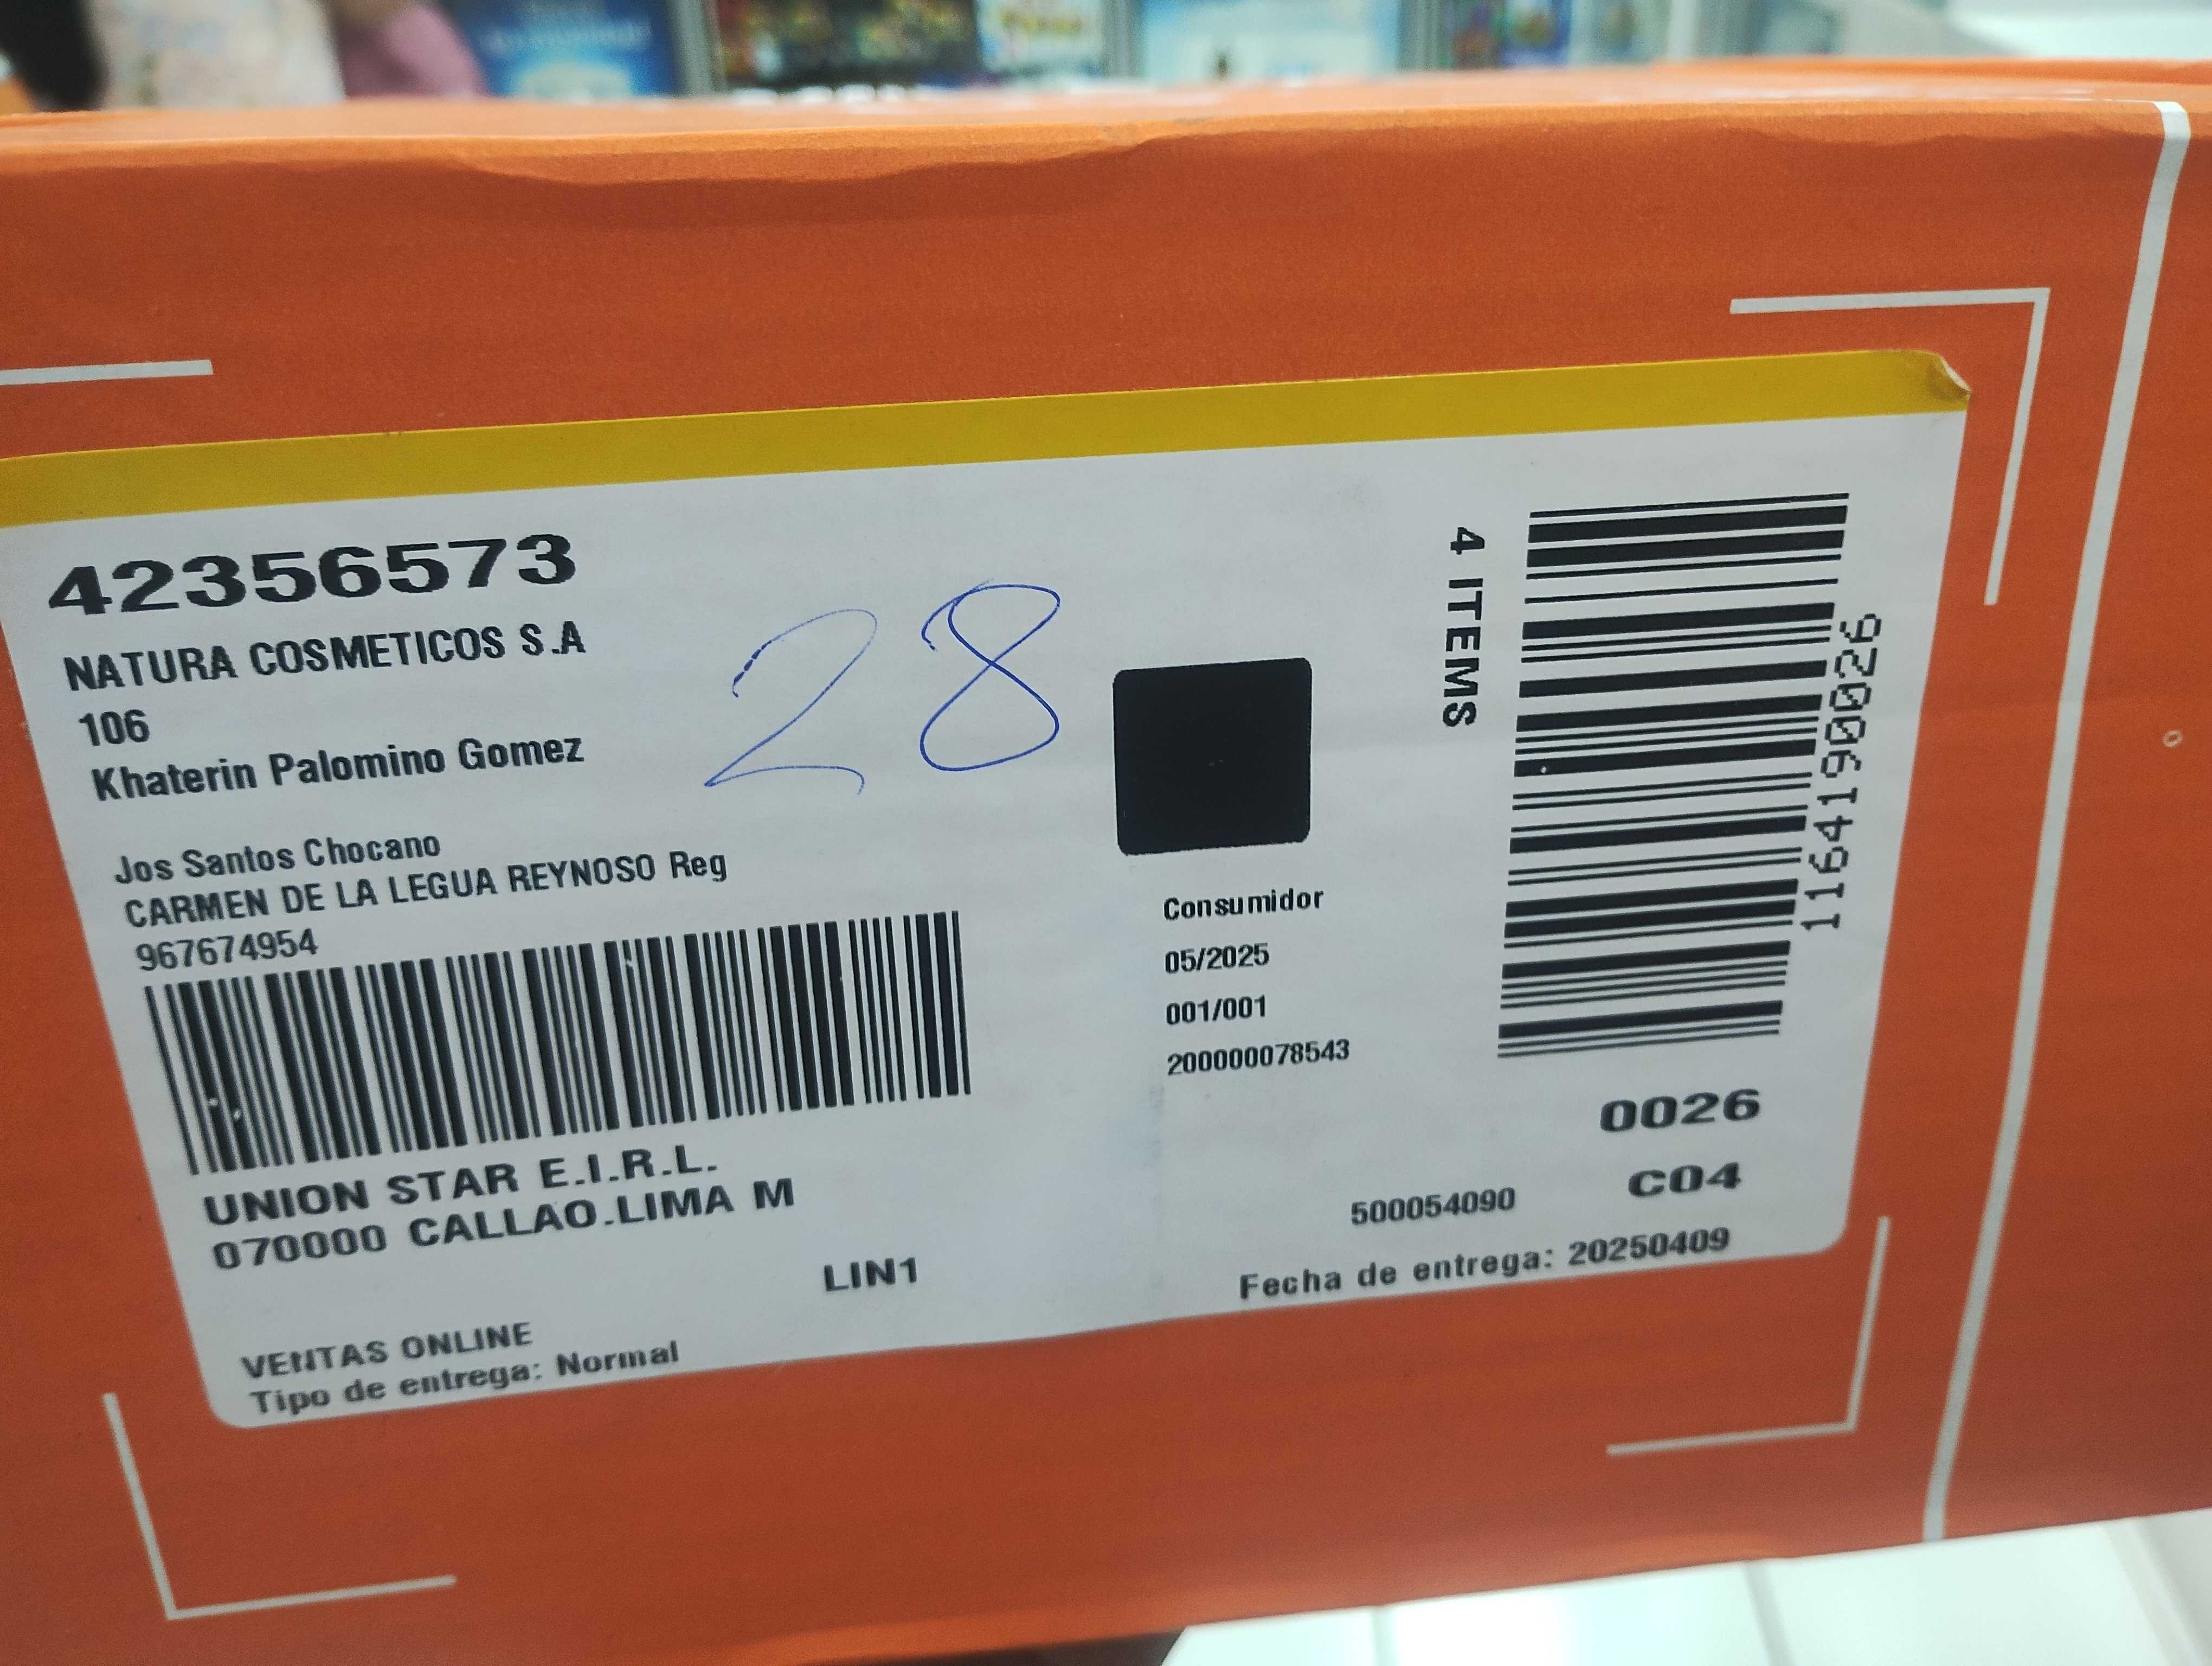 42356573
NATURA COSMETICOS S.A
106
Khaterin Palomino Gomez
28
Jos Santos Chocano
CARMEN DE LA LEGUA REYNOSO Reg
967674954
UNION STAR E.I.R.L.
070000 CALLAO.LIMA M
LIN1
VENTAS ONLINE
Tipo de entrega: Normal
Consumidor
05/2025
001/001
200000078543
4 ITEMS
11641900026
0026
C04
500054090
Fecha de entrega: 20250409